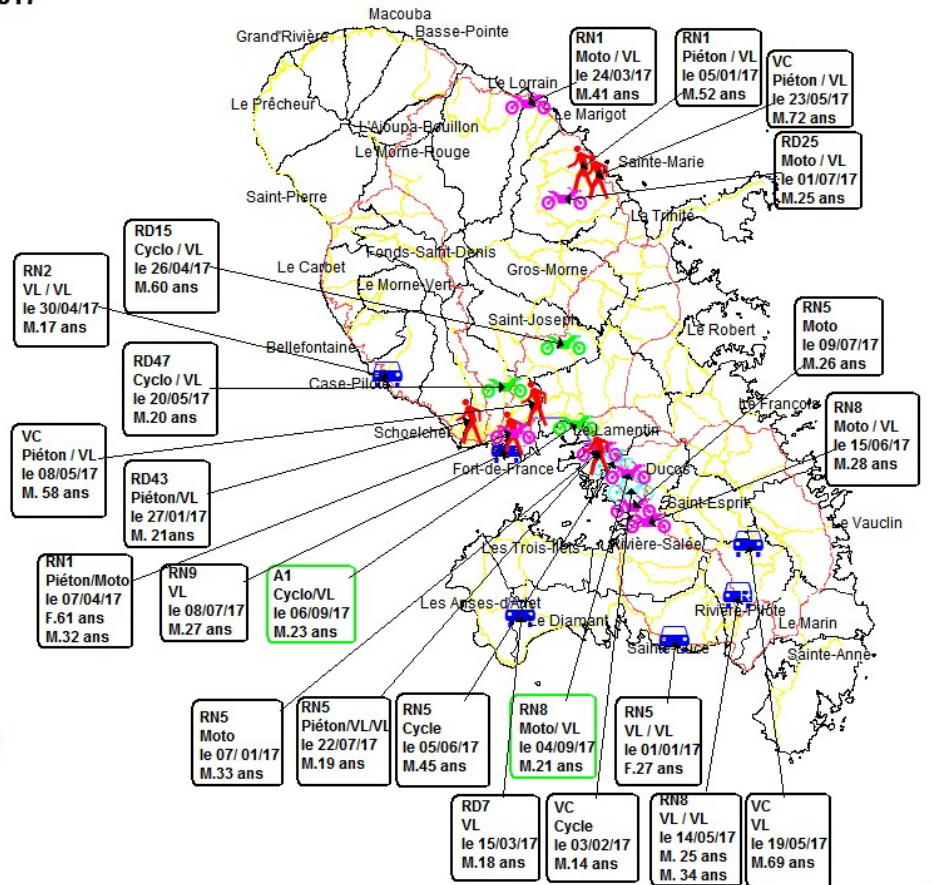 Macouba
Grand'Rivière
Basse-Pointe
Le Lorrain
Le Prêcheur
L'Ajoupa-Bouillon
Le Marigot
Le Morne-Rouge
Sainte-Marie
Saint-Pierre
La Trinité
Fonds-Saint-Denis
Le Carbet
Gros-Morne
Le Morne-Vert
Saint-Joseph
Le Robert
Bellefontaine
Case-Pilote
Le François
Schoelcher
Le Lamentin
Fort-de-France
Ducos
Saint-Esprit
Le Vauclin
Les Trois-Ilets
Rivière-Salée
Les Anses-d'Arlet
Rivière-Pilote
Le Diamant
Le Marin
Sainte-Luce
Sainte-Anne
RN1
Moto / VL
le 24/03/17
M.41 ans
RN1
Piéton / VL
le 05/01/17
M.52 ans
VC
Piéton / VL
le 23/05/17
M.72 ans
RD25
Moto / VL
le 01/07/17
M.25 ans
RD15
Cyclo / VL
le 26/04/17
M.60 ans
RN2
VL / VL
le 30/04/17
M.17 ans
RN5
Moto
le 09/07/17
M.26 ans
RD47
Cyclo / VL
le 20/05/17
M.20 ans
RN8
Moto / VL
le 15/06/17
M.28 ans
VC
Piéton / VL
le 08/05/17
M. 58 ans
RD43
Piéton/VL
le 27/01/17
M. 21ans
RN1
Piéton/Moto
le 07/04/17
F.61 ans
M.32 ans
RN9
VL
le 08/07/17
M.27 ans
A1
Cyclo/VL
le 06/09/17
M.23 ans
RN5
Moto
le 07/ 01/17
M.33 ans
RN5
Piéton/VL/VL
le 22/07/17
M.19 ans
RN5
Cycle
le 05/06/17
M.45 ans
RN8
Moto/ VL
le 04/09/17
M.21 ans
RN5
VL / VL
le 01/01/17
F.27 ans
RD7
VL
le 15/03/17
M.18 ans
VC
Cycle
le 03/02/17
M.14 ans
RN8
VL / VL
le 14/05/17
M. 25 ans
M. 34 ans
VC
VL
le 19/05/17
M.69 ans